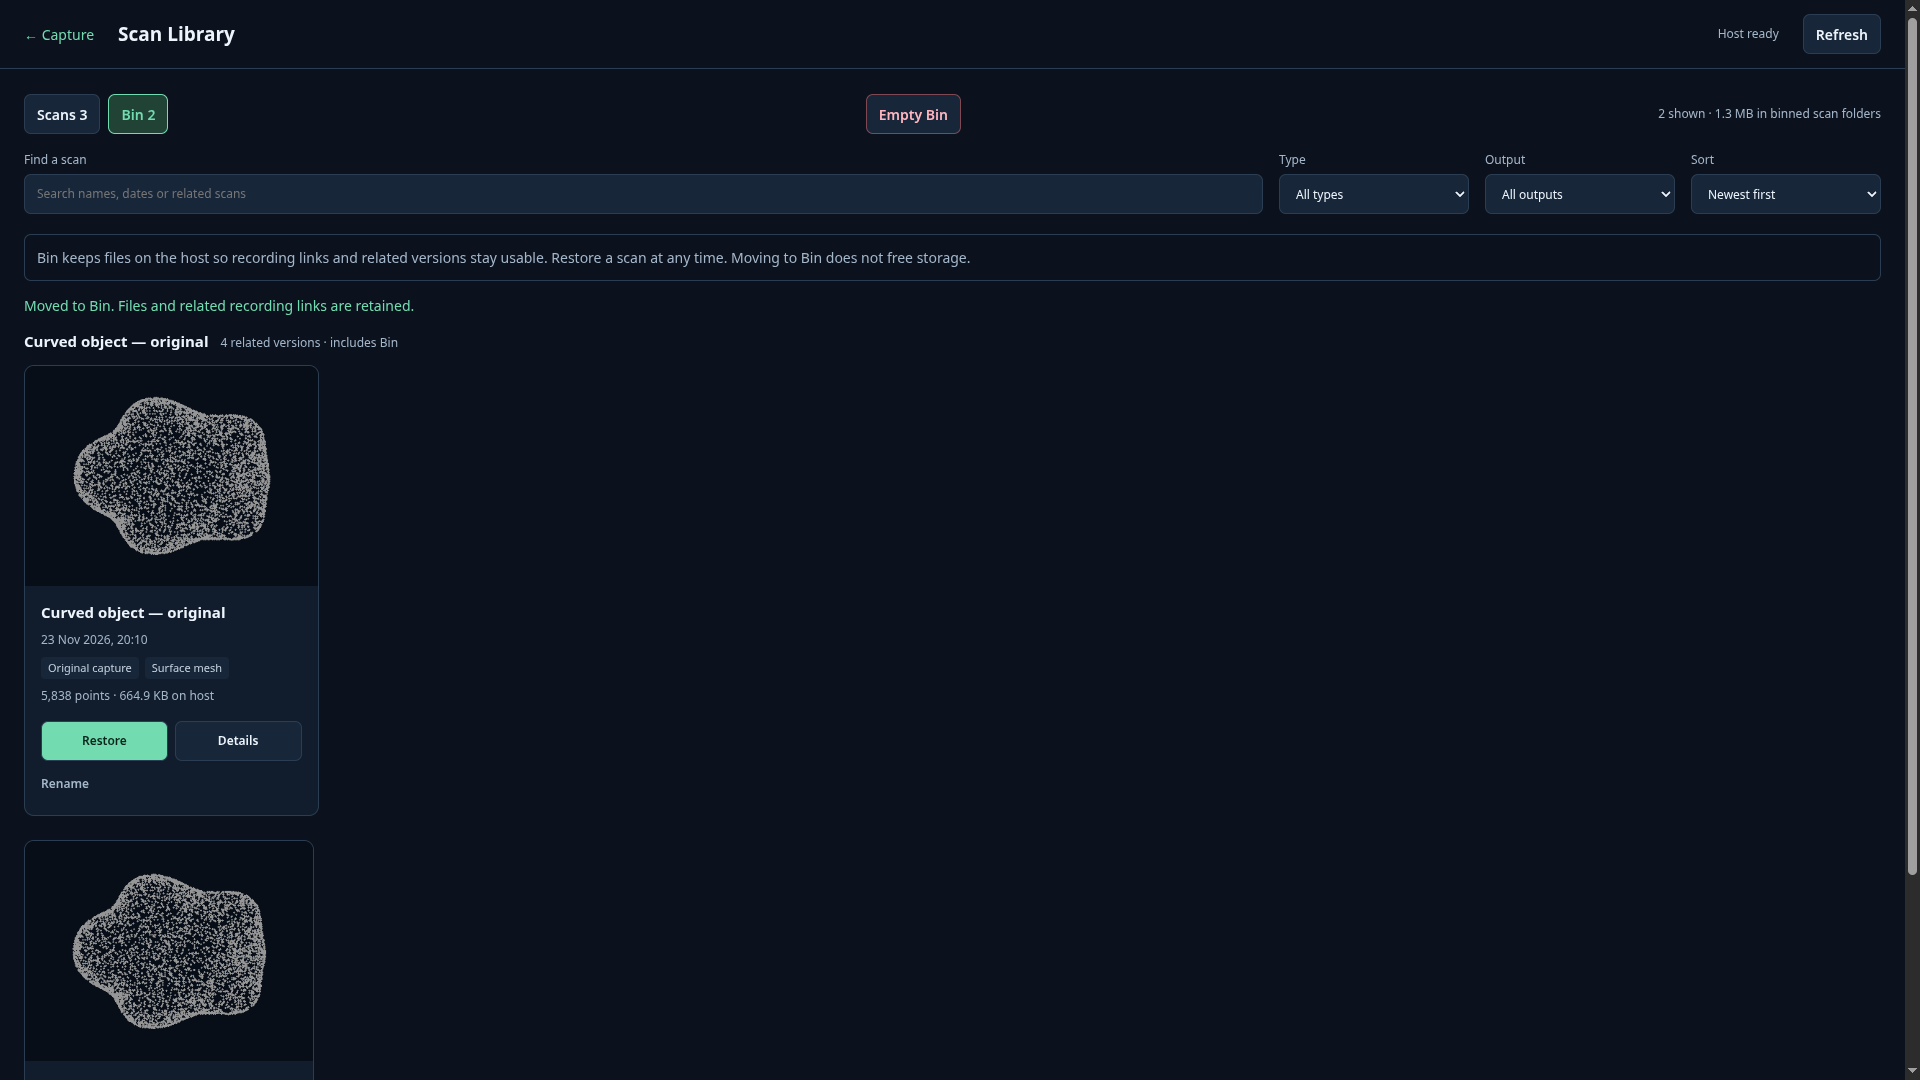 ← Capture
Scan Library
Host ready
Refresh
Scans 3
Bin 2
Empty Bin
2 shown · 1.3 MB in binned scan folders
Find a scan
Type
Output
Sort
Search names, dates or related scans
All types
All outputs
Newest first
Bin keeps files on the host so recording links and related versions stay usable. Restore a scan at any time. Moving to Bin does not free storage.
Moved to Bin. Files and related recording links are retained.
Curved object — original
4 related versions · includes Bin
Curved object — original
23 Nov 2026, 20:10
Original capture
Surface mesh
5,838 points · 664.9 KB on host
Restore
Details
Rename